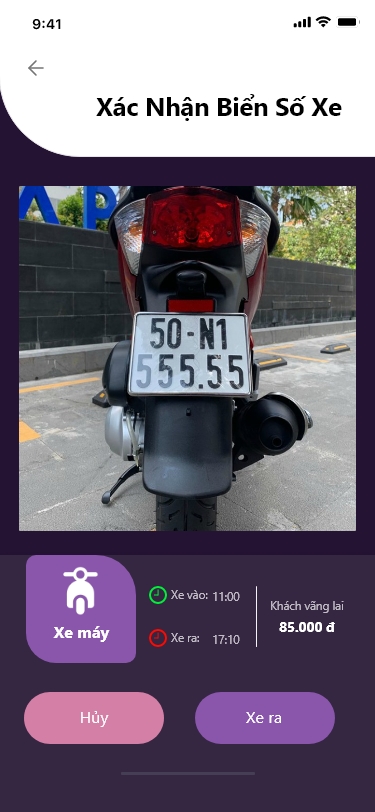 9:41
Xác Nhận Biển Số Xe
AP
50-N1
555.55
Xe máy
Xe vào: 11:00
Xe ra: 17:10
Khách vãng lai
85.000 đ
Hủy
Xe ra